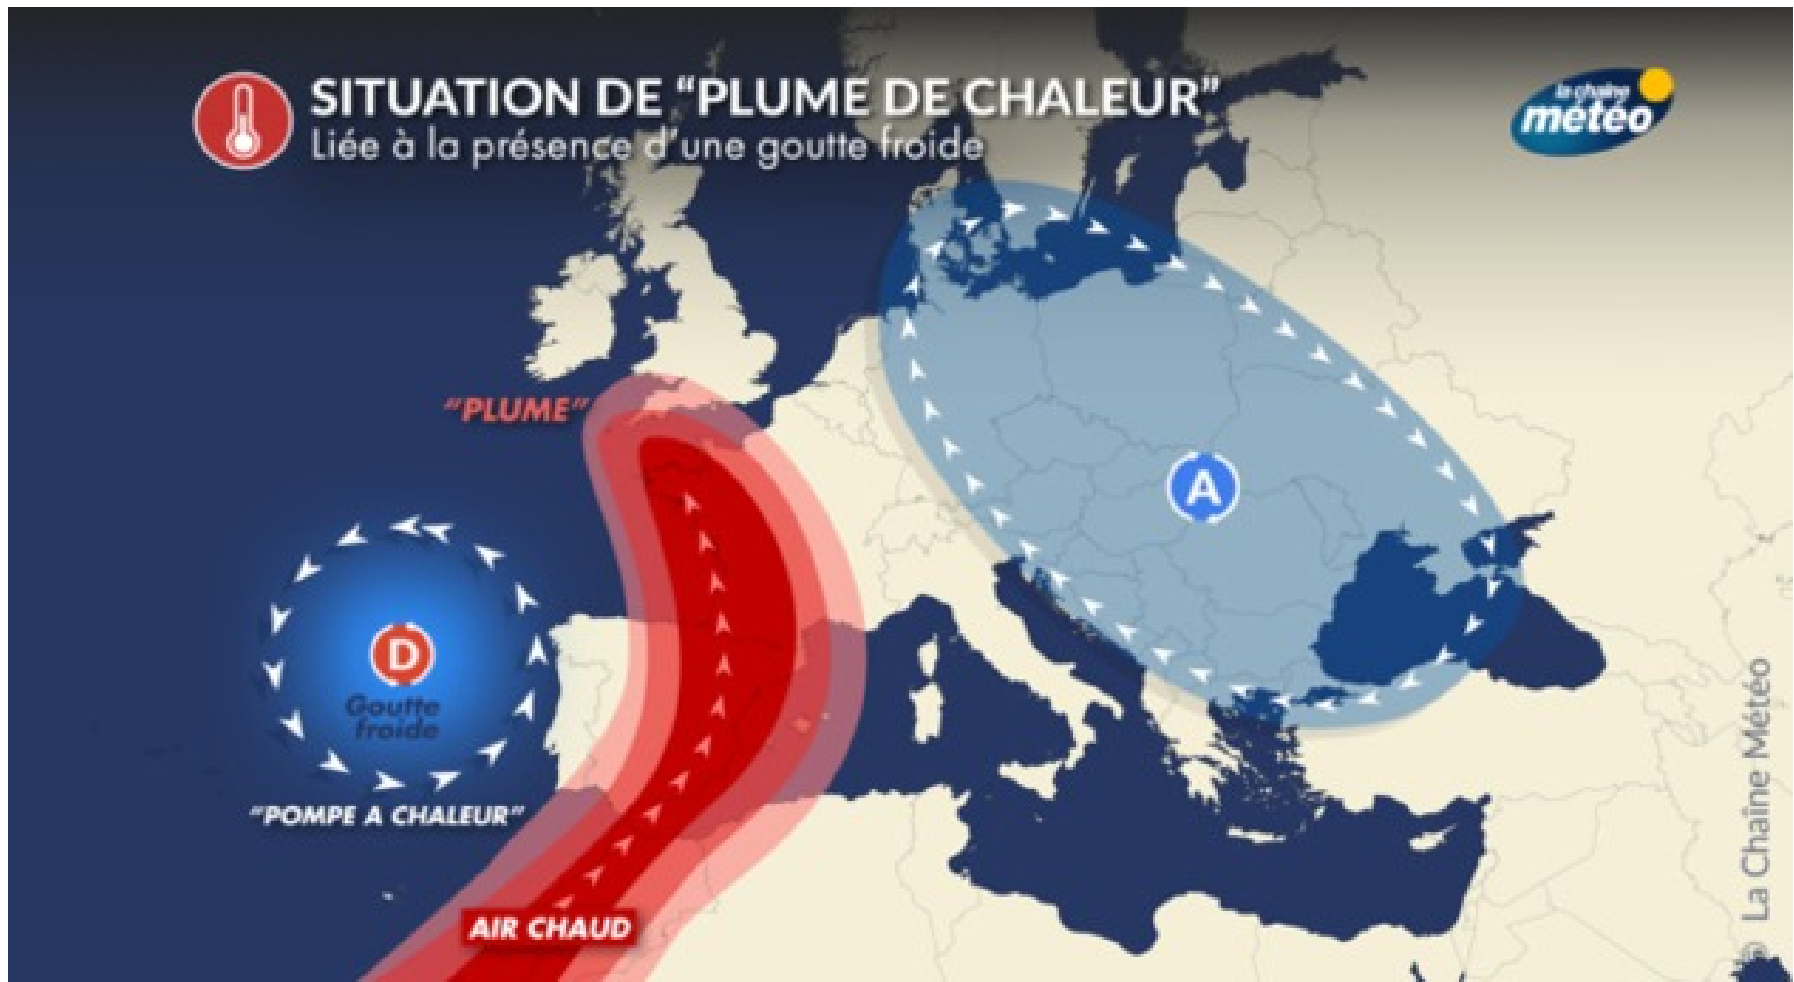 SITUATION DE “PLUME DE CHALEUR”
Liée à la présence d'une goutte froide
la chaîne
météo
“PLUME”
A
D
Goutte
froide
“POMPE A CHALEUR”
AIR CHAUD
© La Chaîne Météo